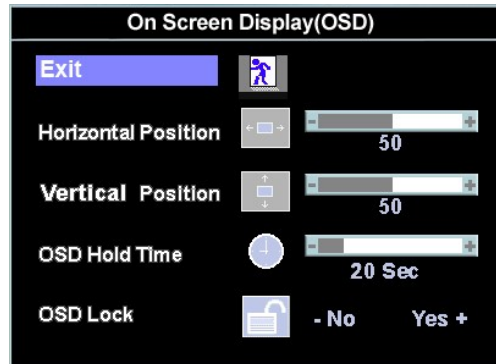 On Screen Display(OSD)
Exit
Horizontal Position - +
50
Vertical Position - +
50
OSD Hold Time - +
20 Sec
OSD Lock - No Yes +